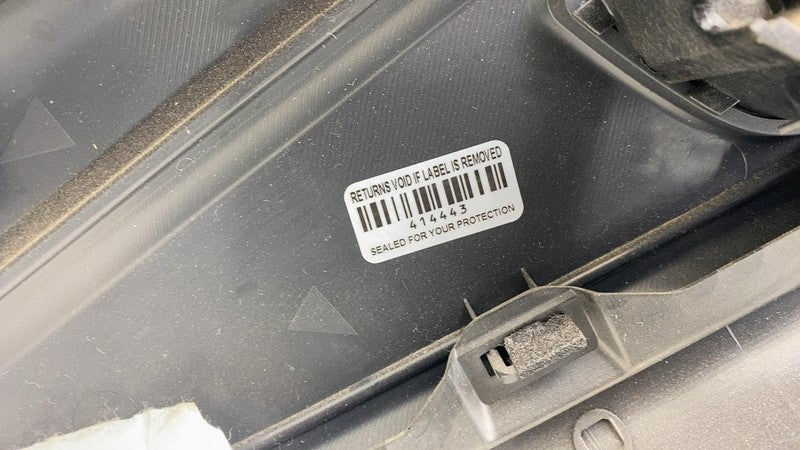 RETURNS VOID IF LABEL IS REMOVED
414443
SEALED FOR YOUR PROTECTION